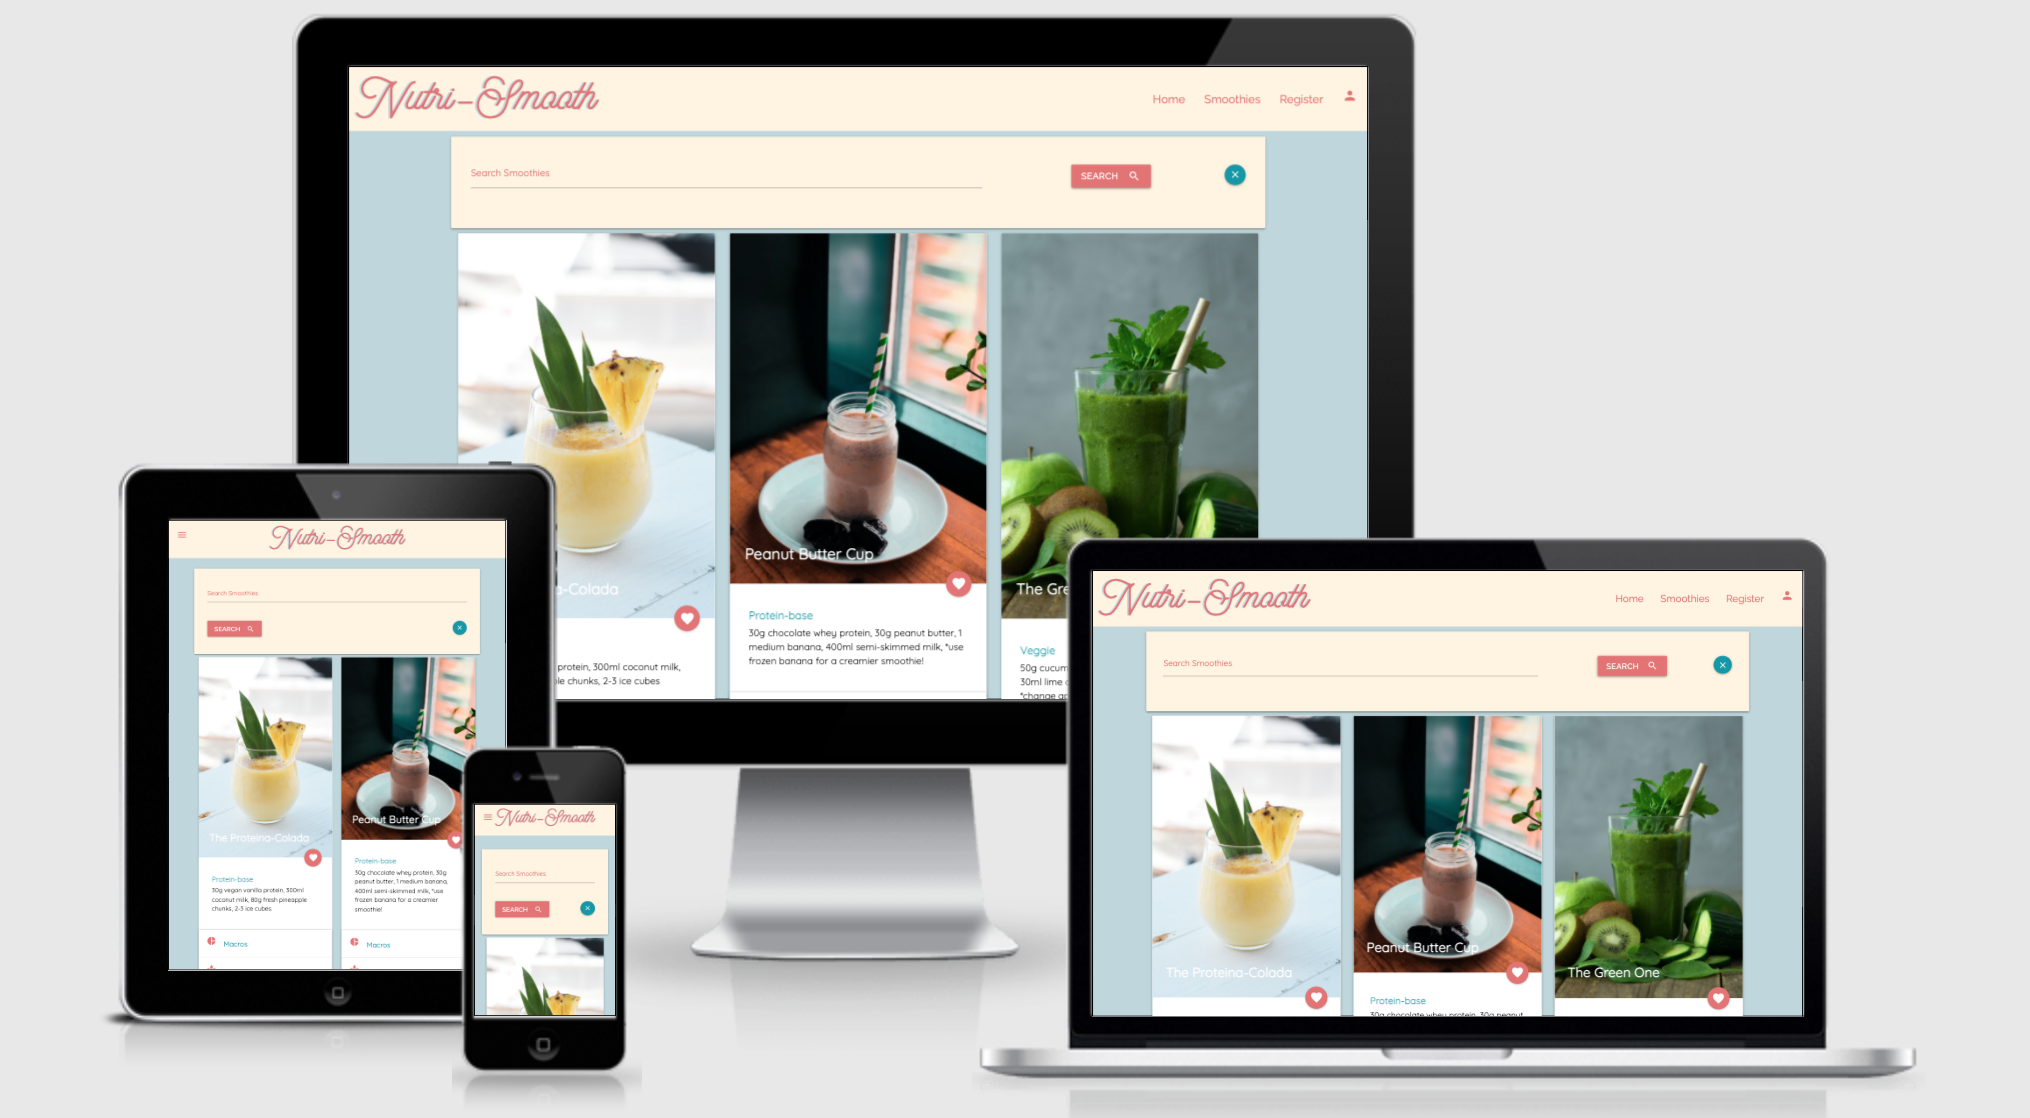 Nutri-Smooth
Home Smoothies Register
Search Smoothies
SEARCH
-Colada
protein, 300ml coconut milk,
chunks, 2-3 ice cubes
Peanut Butter Cup
Protein-base
30g chocolate whey protein, 30g peanut butter, 1
medium banana, 400ml semi-skimmed milk, *use
frozen banana for a creamier smoothie!
The Gre
Veggie
50g cucum
30ml lime
*change
Nutri-Smooth
Search Smoothies
SEARCH
The Proteina-Colada
Protein-base
30g vegan vanilla protein, 300ml
coconut milk, 80g fresh pineapple
chunks, 2-3 ice cubes
Macros
Peanut Butter Cup
Protein-base
30g chocolate whey protein, 30g
peanut butter, 1 medium banana,
400ml semi-skimmed milk, *use
frozen banana for a creamier
smoothie!
Macros
Nutri-Smooth
Search Smoothies
SEARCH
Nutri-Smooth
Home Smoothies Register
Search Smoothies
SEARCH
The Proteina-Colada
Peanut Butter Cup
Protein-base
30g chocolate whey protein, 30g peanut
The Green One